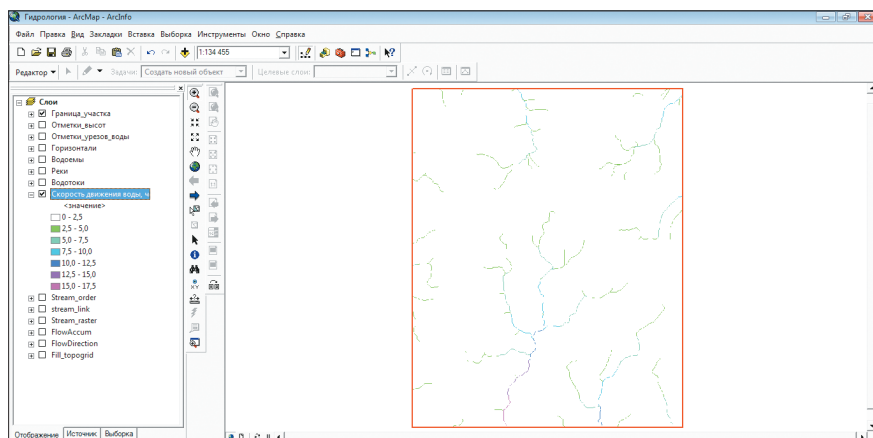 Гидрология - ArcMap - ArcInfo
Файл Правка Вид Закладки Вставка Выборка Инструменты Окно Справка
1:134 455
Редактор Задачи: Создать новый объект Целевые слои:
Слои
Граница_участка
Отметки_высот
Отметки_урезов_воды
Горизонтали
Водоемы
Реки
Водотоки
Скорость движения воды, ч
<значение>
0 - 2,5
2,5 - 5,0
5,0 - 7,5
7,5 - 10,0
10,0 - 12,5
12,5 - 15,0
15,0 - 17,5
Stream_order
stream_link
Stream_raster
FlowAccum
FlowDirection
Fill_topogrid
Отображение Источник Выборка